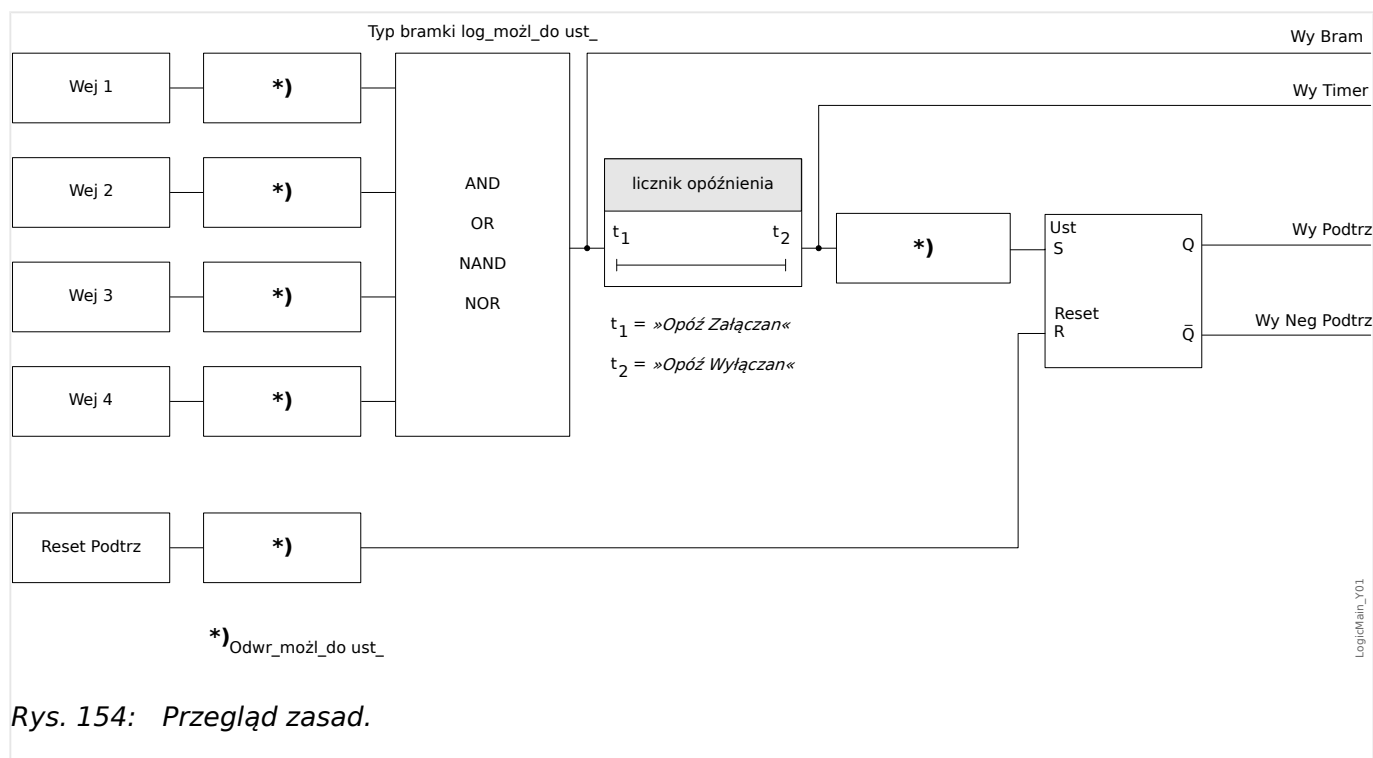 Typ bramki log_możl_do ust_
Wy Bram
Wej 1
*)
Wy Timer
Wej 2
*)
AND
OR
NAND
NOR
licznik opóźnienia
t1
t2
*)
Ust
S
Q
Wy Podtrz
Wej 3
*)
t1 = »Opóź Załączan«
t2 = »Opóź Wyłączan«
Reset
R
Q̅
Wy Neg Podtrz
Wej 4
*)
Reset Podtrz
*)
*)Odwr_możl_do ust_
LogicMain_Y01
Rys. 154: Przegląd zasad.